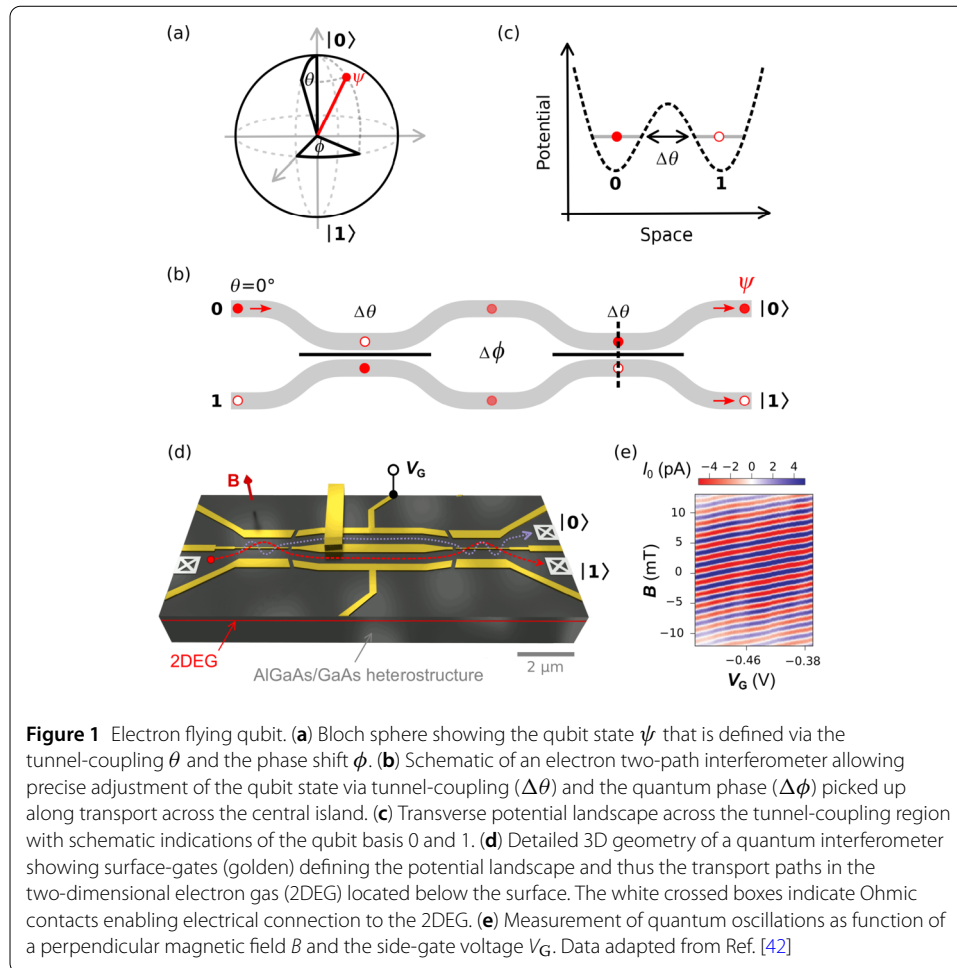 (a)
|0⟩
θ
ψ
ϕ
|1⟩
(c)
Potential
Δθ
0
1
Space
(b)
θ=0°
ψ
0
Δθ
Δθ
|0⟩
Δϕ
1
|1⟩
(d)
V_G
B
|0⟩
|1⟩
2DEG
AlGaAs/GaAs heterostructure
2 μm
(e)
I₀ (pA)
−4 −2 0 2 4
10
5
0
−5
−10
B (mT)
−0.46
−0.38
V_G (V)
Figure 1 Electron flying qubit. (a) Bloch sphere showing the qubit state ψ that is defined via the
tunnel-coupling θ and the phase shift ϕ. (b) Schematic of an electron two-path interferometer allowing
precise adjustment of the qubit state via tunnel-coupling (Δθ) and the quantum phase (Δϕ) picked up
along transport across the central island. (c) Transverse potential landscape across the tunnel-coupling region
with schematic indications of the qubit basis 0 and 1. (d) Detailed 3D geometry of a quantum interferometer
showing surface-gates (golden) defining the potential landscape and thus the transport paths in the
two-dimensional electron gas (2DEG) located below the surface. The white crossed boxes indicate Ohmic
contacts enabling electrical connection to the 2DEG. (e) Measurement of quantum oscillations as function of
a perpendicular magnetic field B and the side-gate voltage V_G. Data adapted from Ref. [42]